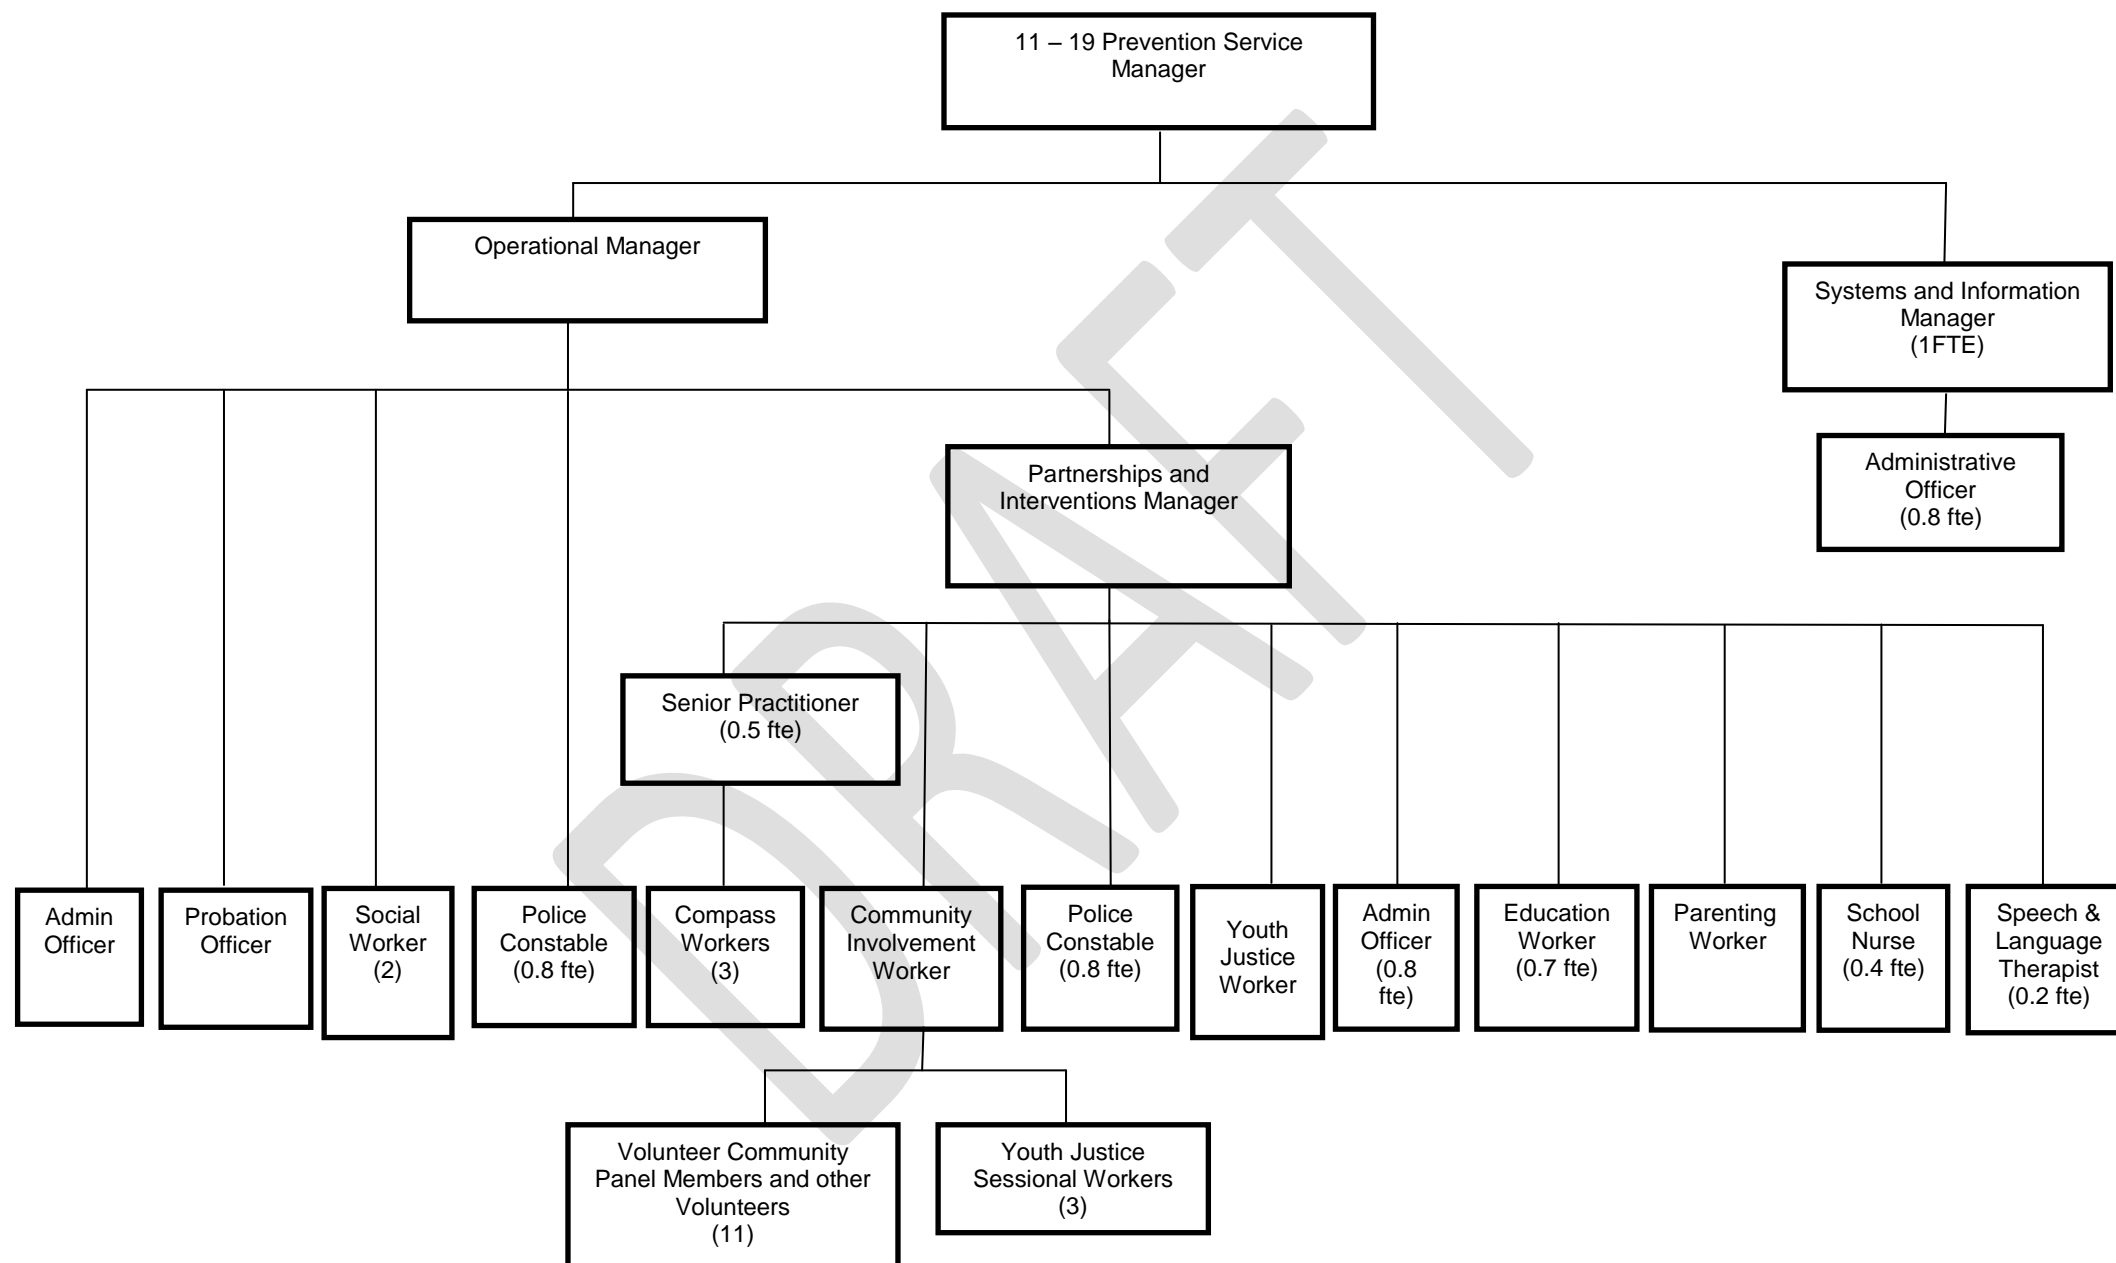 11 – 19 Prevention Service
Manager
Operational Manager
Systems and Information
Manager
(1FTE)
Partnerships and
Interventions Manager
Administrative
Officer
(0.8 fte)
Senior Practitioner
(0.5 fte)
Admin
Officer
Probation
Officer
Social
Worker
(2)
Police
Constable
(0.8 fte)
Compass
Workers
(3)
Community
Involvement
Worker
Police
Constable
(0.8 fte)
Youth
Justice
Worker
Admin
Officer
(0.8
fte)
Education
Worker
(0.7 fte)
Parenting
Worker
School
Nurse
(0.4 fte)
Speech &
Language
Therapist
(0.2 fte)
Volunteer Community
Panel Members and other
Volunteers
(11)
Youth Justice
Sessional Workers
(3)
DRAFT